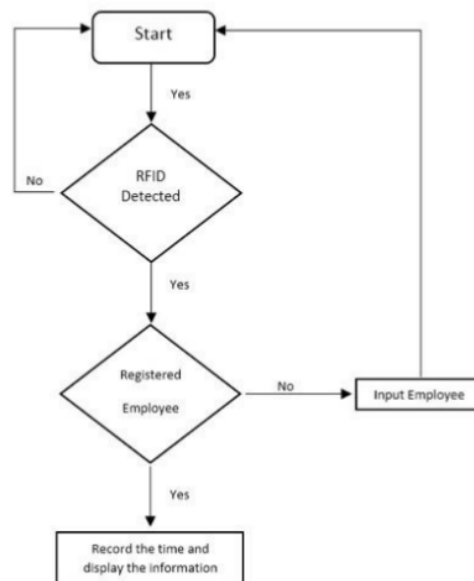 Start
Yes
RFID
Detected
No
Yes
Registered
Employee
No
Input Employee
Yes
Record the time and
display the information